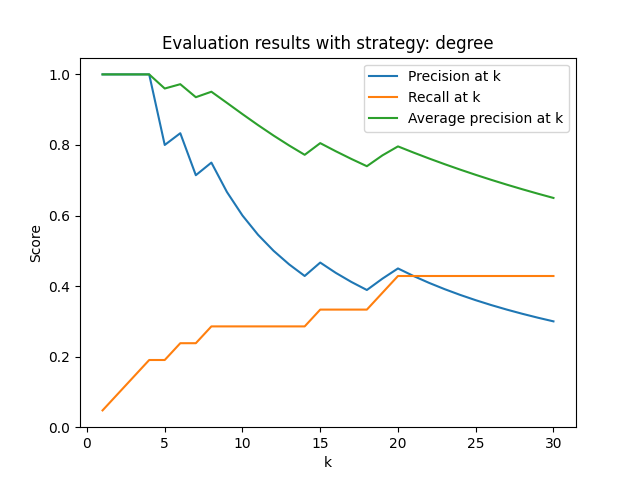 Evaluation results with strategy: degree
Precision at k
Recall at k
Average precision at k
Score
1.0
0.8
0.6
0.4
0.2
0.0
0
5
10
15
20
25
30
k